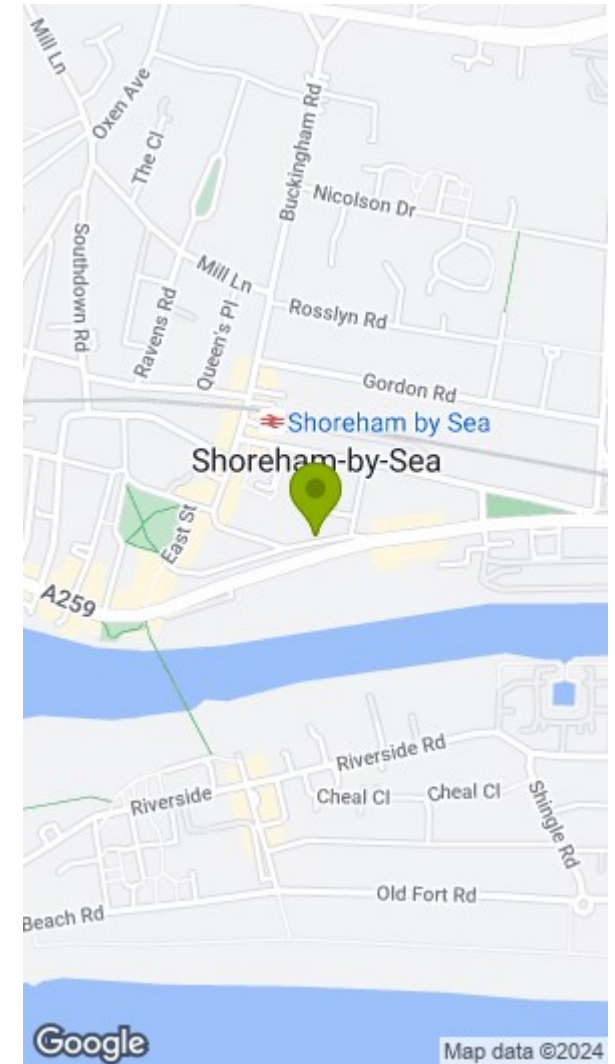 Mill Ln
Oxen Ave
The Cl
Buckingham Rd
Nicolson Dr
Southdown Rd
Ravens Rd
Mill Ln
Queen's Pl
Rosslyn Rd
Gordon Rd
Shoreham by Sea
Shoreham-by-Sea
East St
A259
Riverside Rd
Riverside
Cheal Cl
Cheal Cl
Shingle Rd
Old Fort Rd
Beach Rd
Google
Map data ©2024